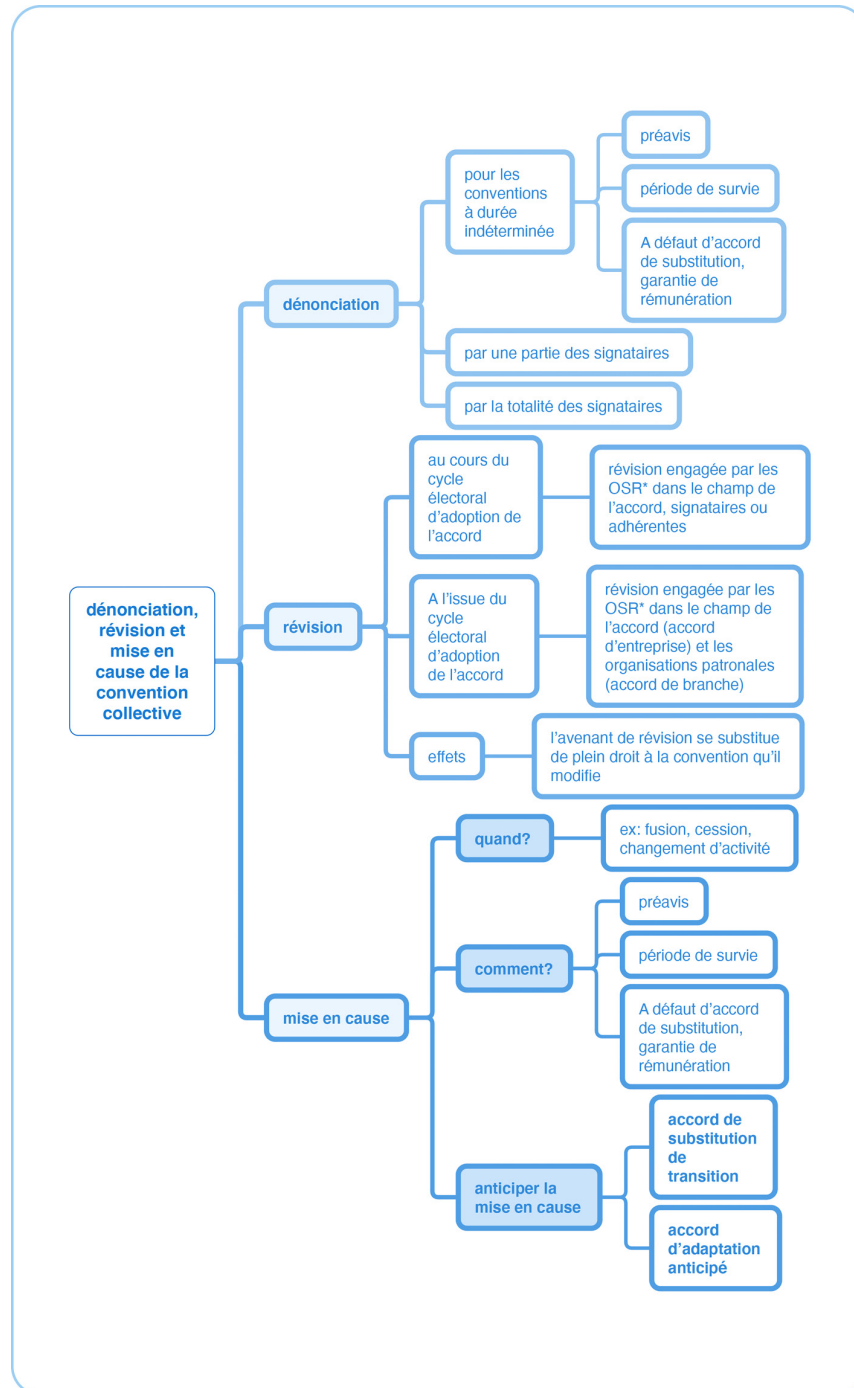 dénonciation,
révision et
mise en
cause de la
convention
collective
dénonciation
pour les
conventions
à durée
indéterminée
préavis
période de survie
A défaut d'accord
de substitution,
garantie de
rémunération
par une partie des signataires
par la totalité des signataires
révision
au cours du
cycle
électoral
d'adoption de
l'accord
révision engagée par les
OSR* dans le champ de
l'accord, signataires ou
adhérentes
A l'issue du
cycle
électoral
d'adoption
de l'accord
révision engagée par les
OSR* dans le champ de
l'accord (accord
d'entreprise) et les
organisations patronales
(accord de branche)
effets
l'avenant de révision se substitue
de plein droit à la convention qu'il
modifie
mise en cause
quand?
ex: fusion, cession,
changement d'activité
comment?
préavis
période de survie
A défaut d'accord
de substitution,
garantie de
rémunération
anticiper la
mise en cause
accord de
substitution
de
transition
accord
d'adaptation
anticipé